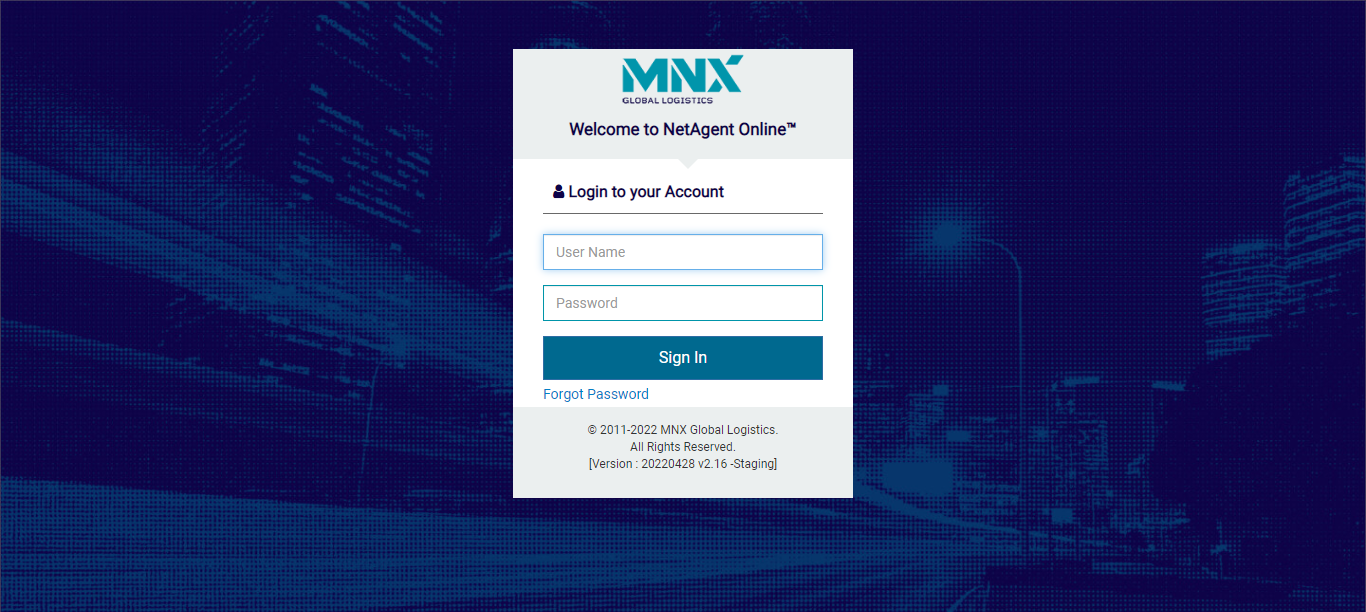 MNX
GLOBAL LOGISTICS
Welcome to NetAgent Online™
Login to your Account
User Name
Password
Sign In
Forgot Password
© 2011-2022 MNX Global Logistics.
All Rights Reserved.
[Version : 20220428 v2.16 -Staging]